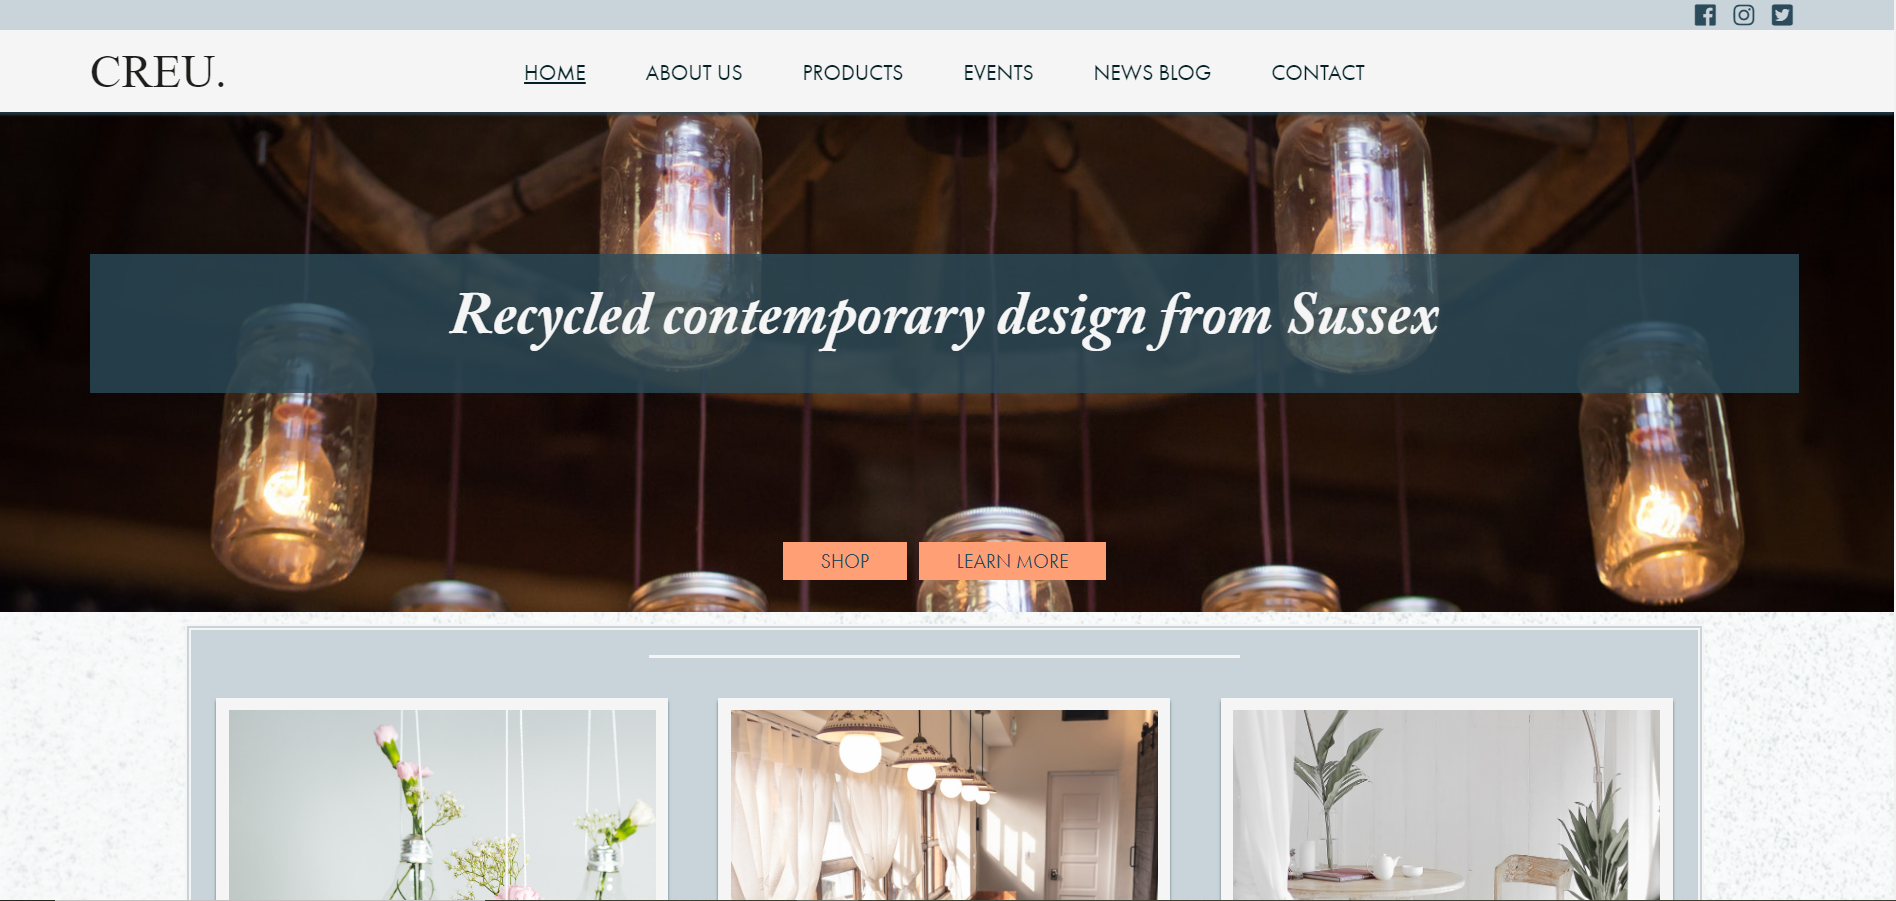 CREU.
HOME ABOUT US PRODUCTS EVENTS NEWS BLOG CONTACT
Recycled contemporary design from Sussex
SHOP LEARN MORE